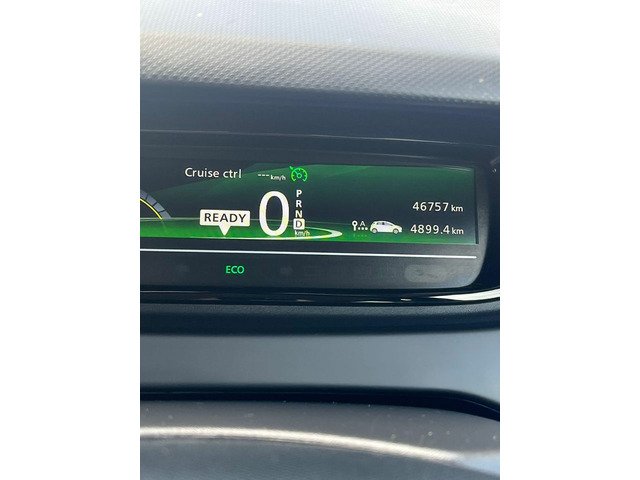 Cruise ctrl --- km/h
P
R
N
D
READY 0 km/h
46757 km
A
4899.4 km
ECO